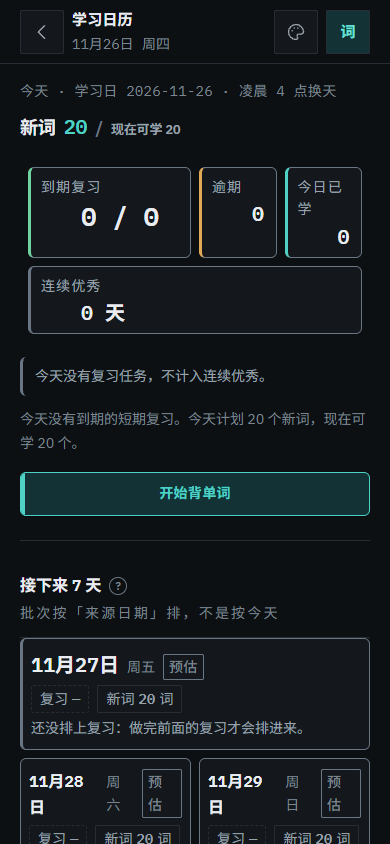 学习日历
11月26日 周四
词
今天 · 学习日 2026-11-26 · 凌晨 4 点换天
新词 20 / 现在可学 20
到期复习
0 / 0
逾期
0
今日已
学
0
连续优秀
0 天
今天没有复习任务，不计入连续优秀。
今天没有到期的短期复习。今天计划 20 个新词，现在可
学 20 个。
开始背单词
接下来 7 天 ?
批次按「来源日期」排，不是按今天
11月27日 周五 预估
复习 — 新词 20 词
还没排上复习：做完前面的复习才会排进来。
11月28
日
周
六
预
估
复习 — 新词 20 词
11月29
日
周
日
预
估
复习 — 新词 20 词